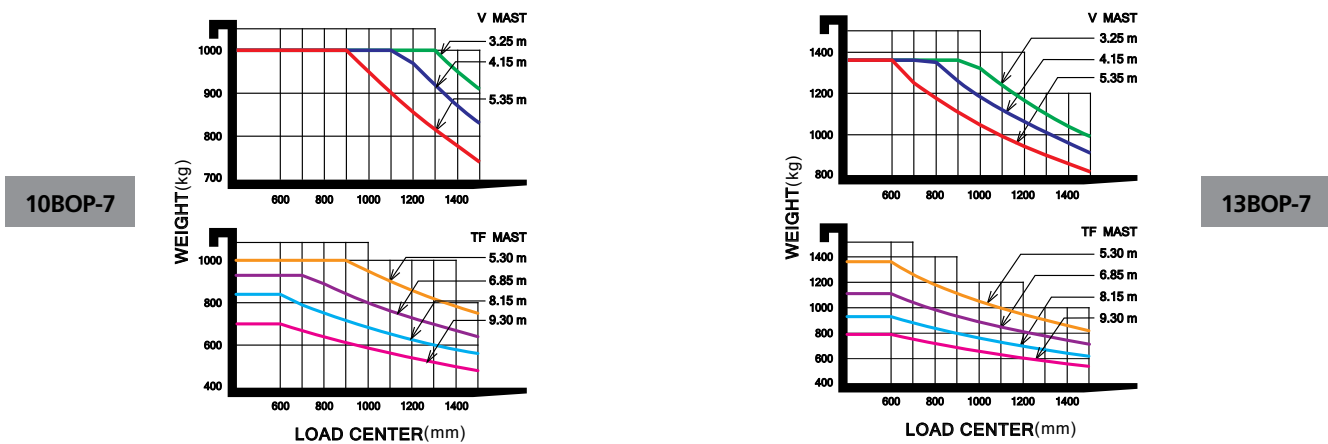 10BOP-7
WEIGHT(kg)
V MAST
3.25 m
4.15 m
5.35 m
1000
900
800
700
600 800 1000 1200 1400
TF MAST
5.30 m
6.85 m
8.15 m
9.30 m
1000
800
600
400
600 800 1000 1200 1400
LOAD CENTER(mm)
13BOP-7
WEIGHT(kg)
V MAST
3.25 m
4.15 m
5.35 m
1400
1200
1000
800
600 800 1000 1200 1400
TF MAST
5.30 m
6.85 m
8.15 m
9.30 m
1400
1200
1000
800
600
400
600 800 1000 1200 1400
LOAD CENTER(mm)